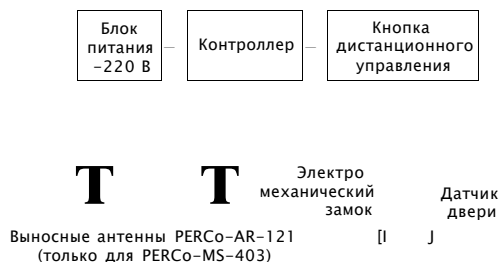 Блок
питания
~220 В
Контроллер
Кнопка
дистанционного
управления
Т Т
Электро
механический
замок
Датчик
двери
Выносные антенны PERCo-AR-121
(только для PERCo-MS-403)
[I J